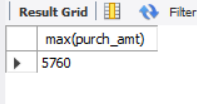 Result Grid Filter
max(purch_amt)
5760